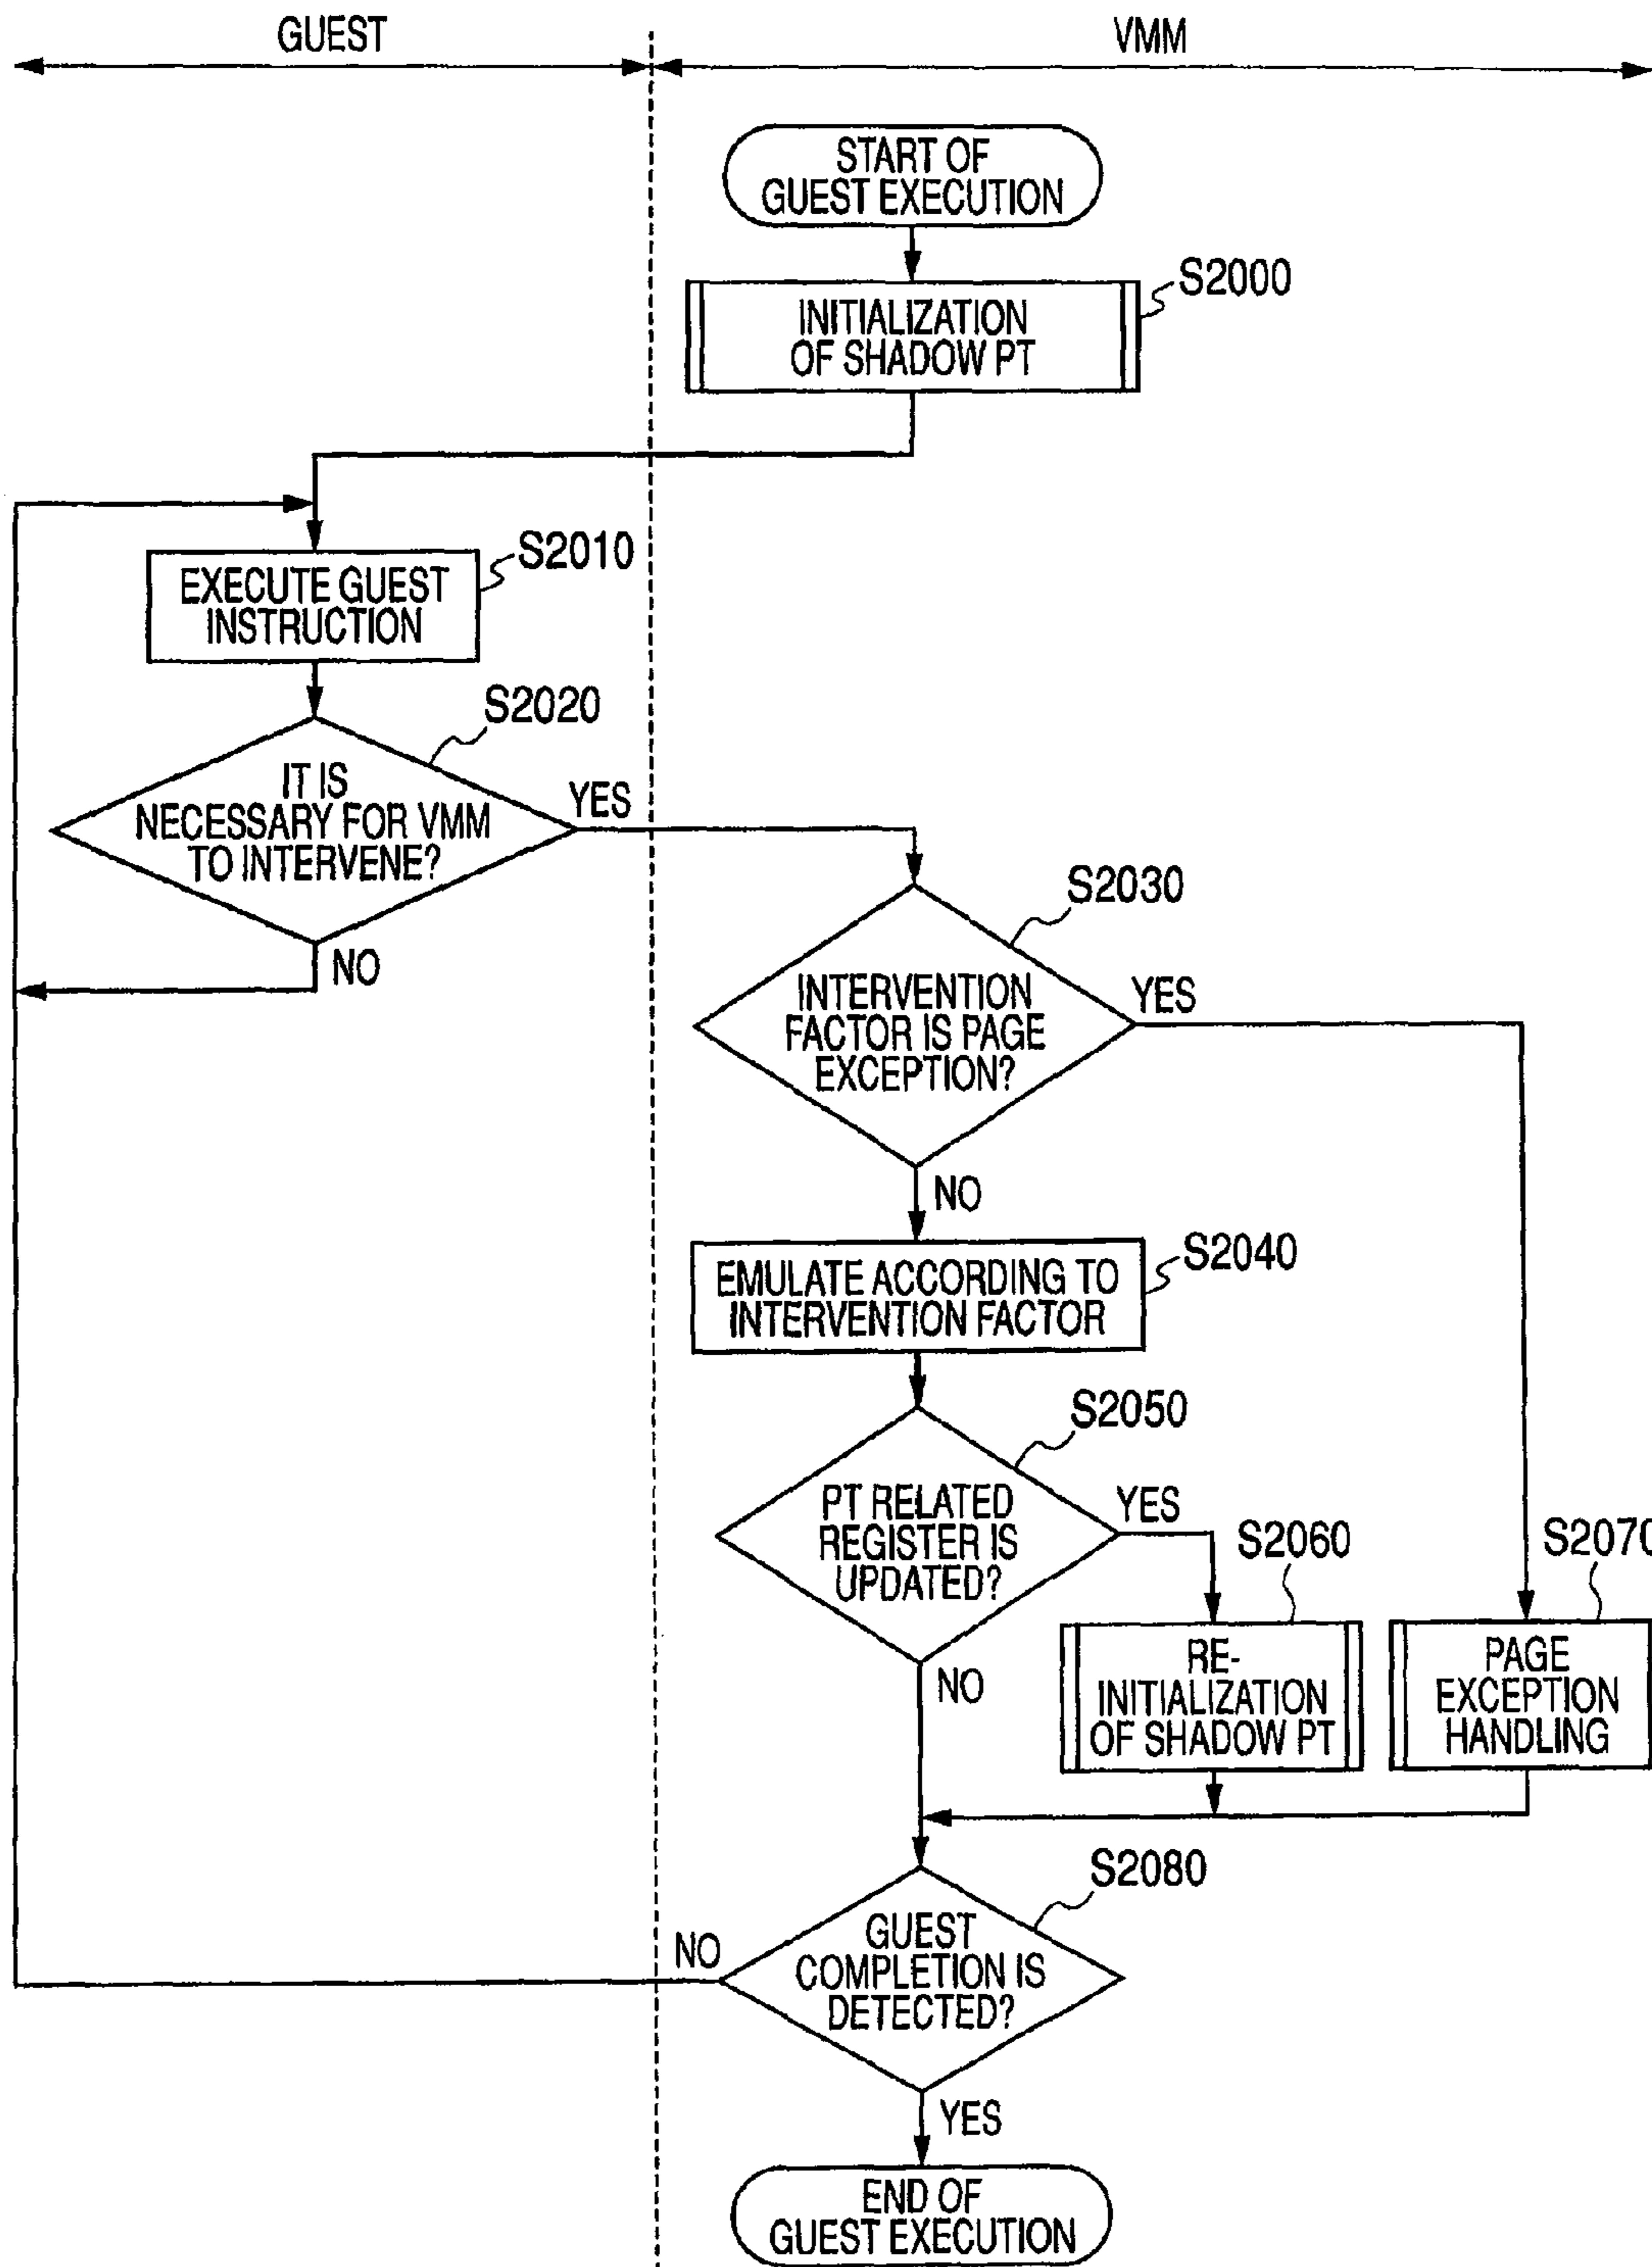 GUEST
VMM
START OF
GUEST EXECUTION
S2000
INITIALIZATION
OF SHADOW PT
S2010
EXECUTE GUEST
INSTRUCTION
S2020
IT IS
NECESSARY FOR VMM
TO INTERVENE?
YES
NO
S2030
INTERVENTION
FACTOR IS PAGE
EXCEPTION?
YES
NO
S2040
EMULATE ACCORDING TO
INTERVENTION FACTOR
S2050
PT RELATED
REGISTER IS
UPDATED?
YES
NO
S2060
RE-
INITIALIZATION
OF SHADOW PT
S2070
PAGE
EXCEPTION
HANDLING
S2080
GUEST
COMPLETION IS
DETECTED?
NO
YES
END OF
GUEST EXECUTION